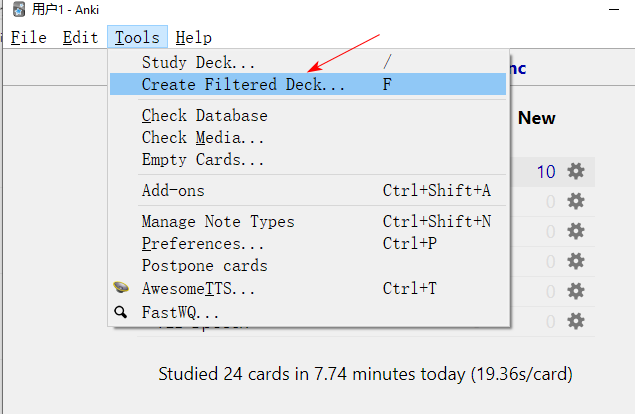 用户1 - Anki
File Edit Tools Help
Study Deck... /
Create Filtered Deck... F
nc
Check Database
New
Check Media...
Empty Cards...
10
Add-ons Ctrl+Shift+A
0
Manage Note Types Ctrl+Shift+N
0
Preferences... Ctrl+P
Postpone cards
0
AwesomeTTS... Ctrl+T
0
FastWQ...
0
Studied 24 cards in 7.74 minutes today (19.36s/card)